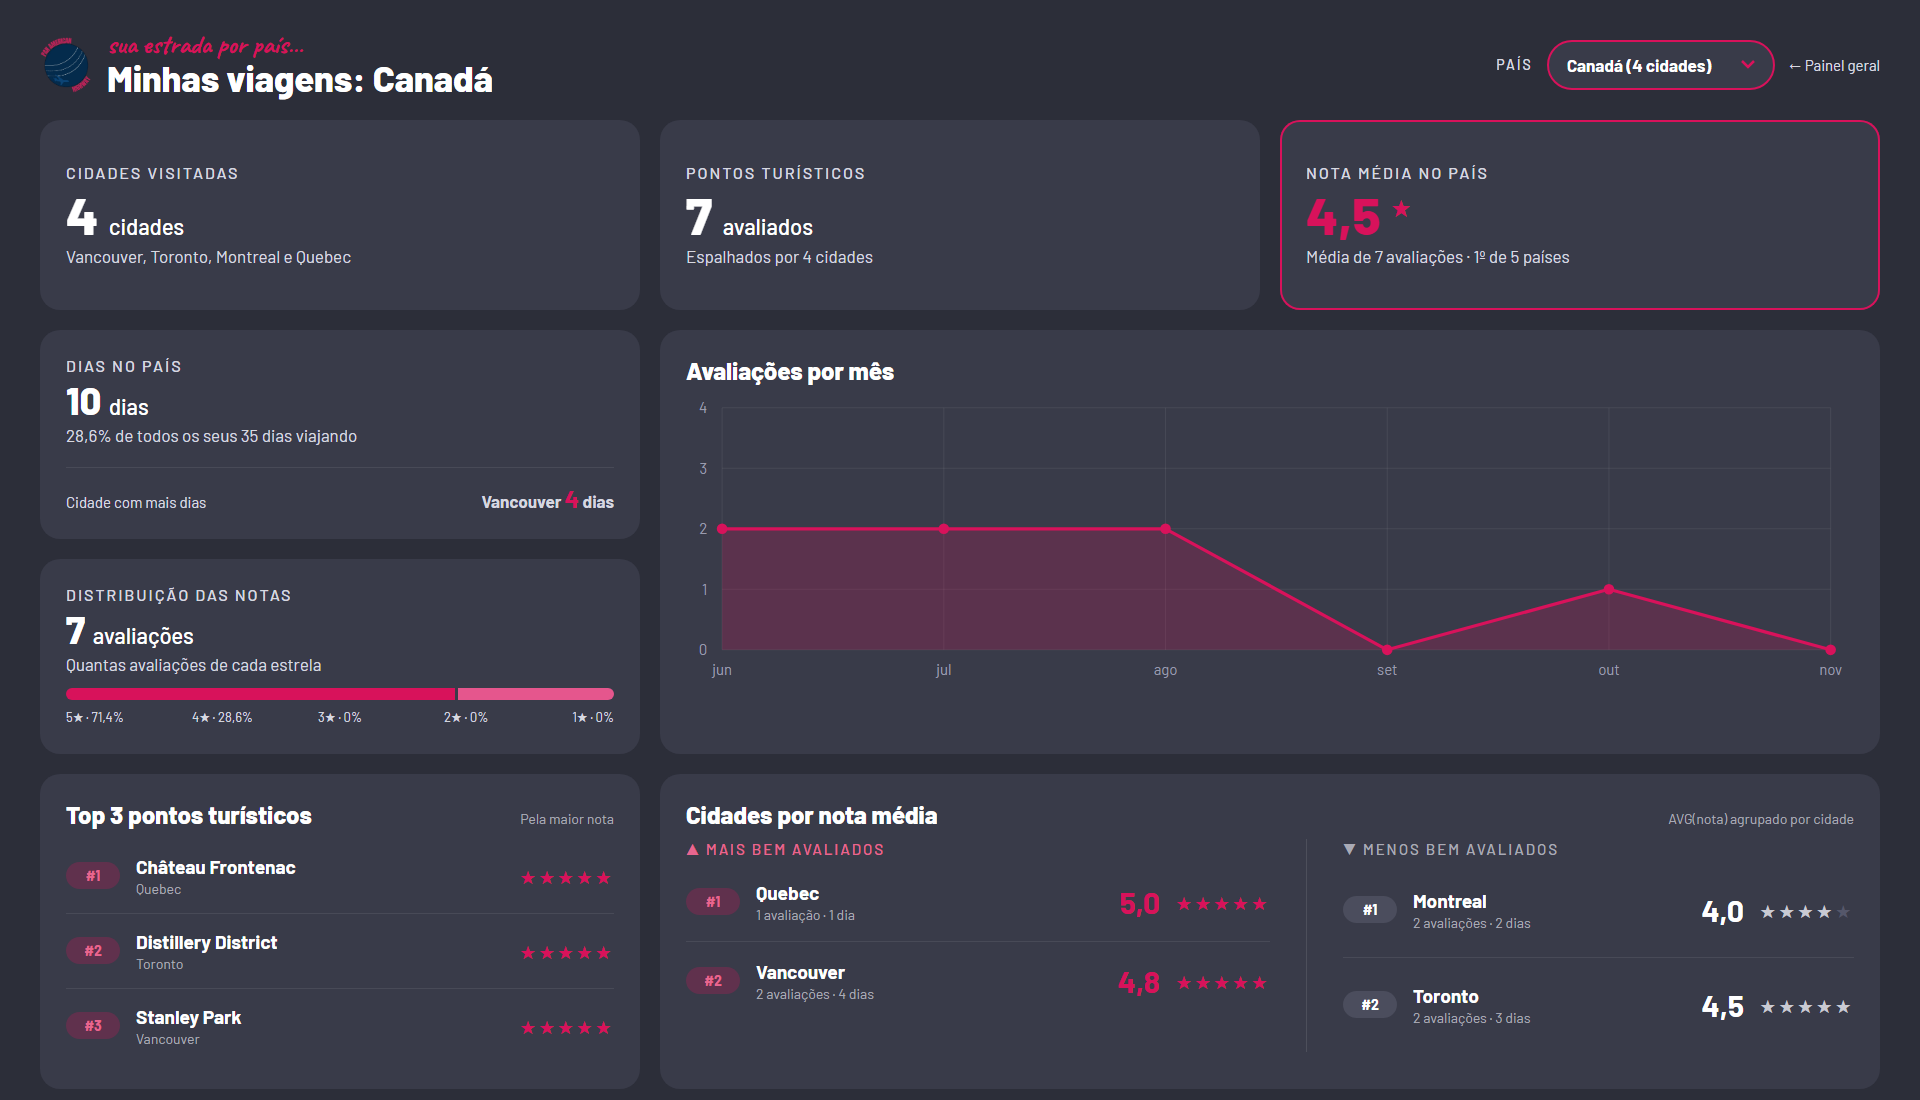 sua estrada por país...
Minhas viagens: Canadá
PAÍS
Canadá (4 cidades)
← Painel geral
CIDADES VISITADAS
4 cidades
Vancouver, Toronto, Montreal e Quebec
PONTOS TURÍSTICOS
7 avaliados
Espalhados por 4 cidades
NOTA MÉDIA NO PAÍS
4,5 ★
Média de 7 avaliações · 1º de 5 países
DIAS NO PAÍS
10 dias
28,6% de todos os seus 35 dias viajando
Cidade com mais dias
Vancouver 4 dias
DISTRIBUIÇÃO DAS NOTAS
7 avaliações
Quantas avaliações de cada estrela
5★ · 71,4%
4★ · 28,6%
3★ · 0%
2★ · 0%
1★ · 0%
Avaliações por mês
4
3
2
1
0
jun
jul
ago
set
out
nov
Top 3 pontos turísticos
Pela maior nota
#1
Château Frontenac
Quebec
★★★★★
#2
Distillery District
Toronto
★★★★★
#3
Stanley Park
Vancouver
★★★★★
Cidades por nota média
AVG(nota) agrupado por cidade
▲ MAIS BEM AVALIADOS
#1
Quebec
1 avaliação · 1 dia
5,0 ★★★★★
#2
Vancouver
2 avaliações · 4 dias
4,8 ★★★★★
▼ MENOS BEM AVALIADOS
#1
Montreal
2 avaliações · 2 dias
4,0 ★★★★★
#2
Toronto
2 avaliações · 3 dias
4,5 ★★★★★